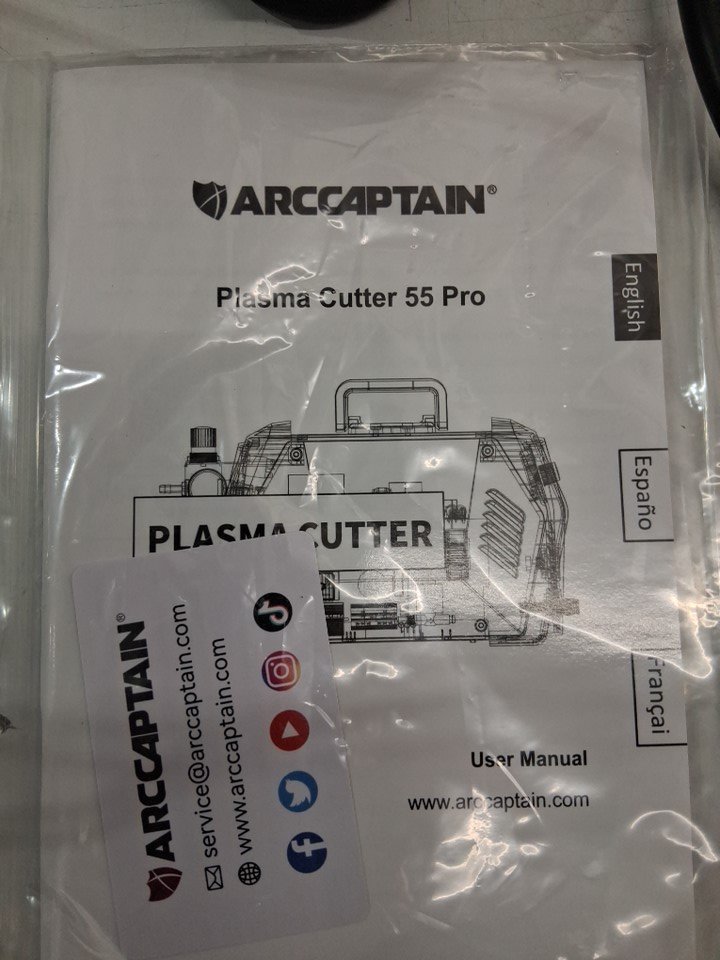 ARCCAPTAIN®
Plasma Cutter 55 Pro
English
Españo
Françai
PLASMA CUTTER
User Manual
www.arccaptain.com
ARCCAPTAIN®
service@arccaptain.com
www.arccaptain.com